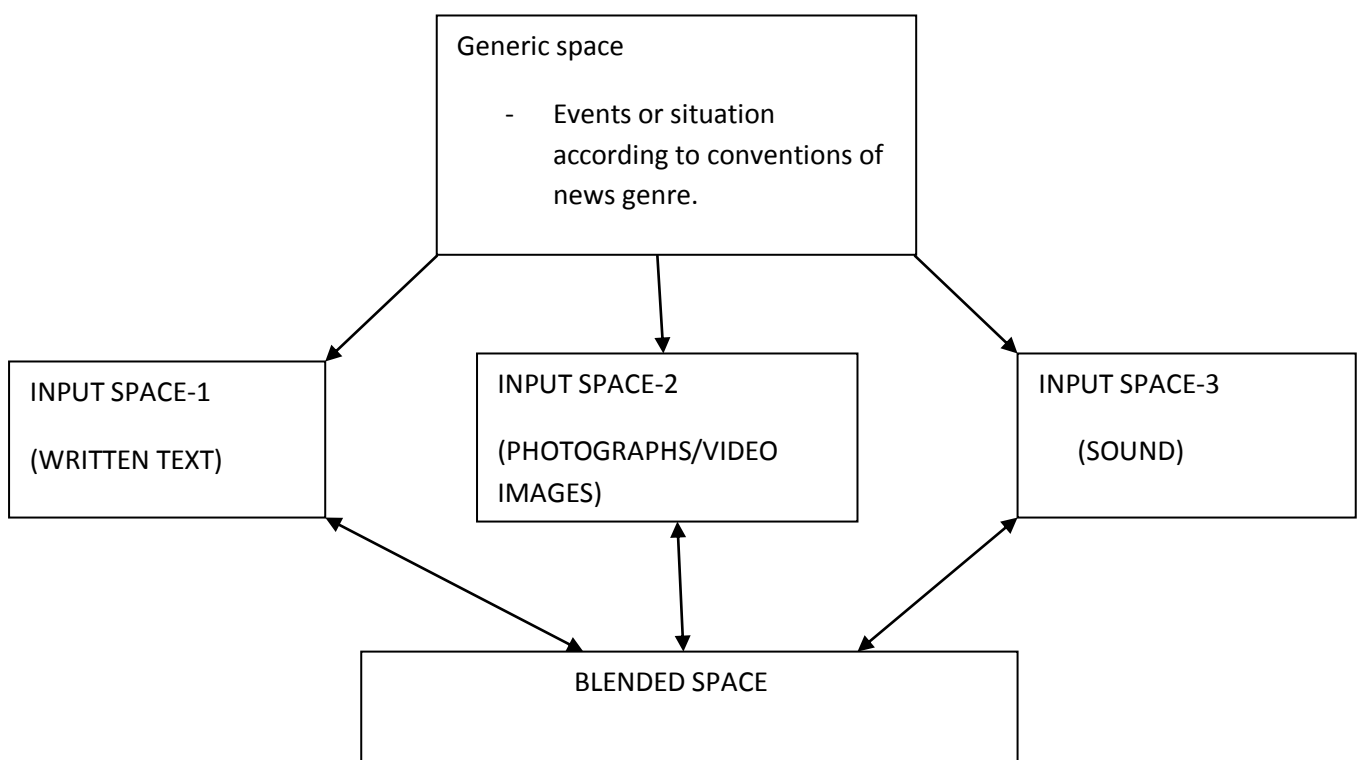 Generic space
- Events or situation
according to conventions of
news genre.
INPUT SPACE-1
(WRITTEN TEXT)
INPUT SPACE-2
(PHOTOGRAPHS/VIDEO
IMAGES)
INPUT SPACE-3
(SOUND)
BLENDED SPACE